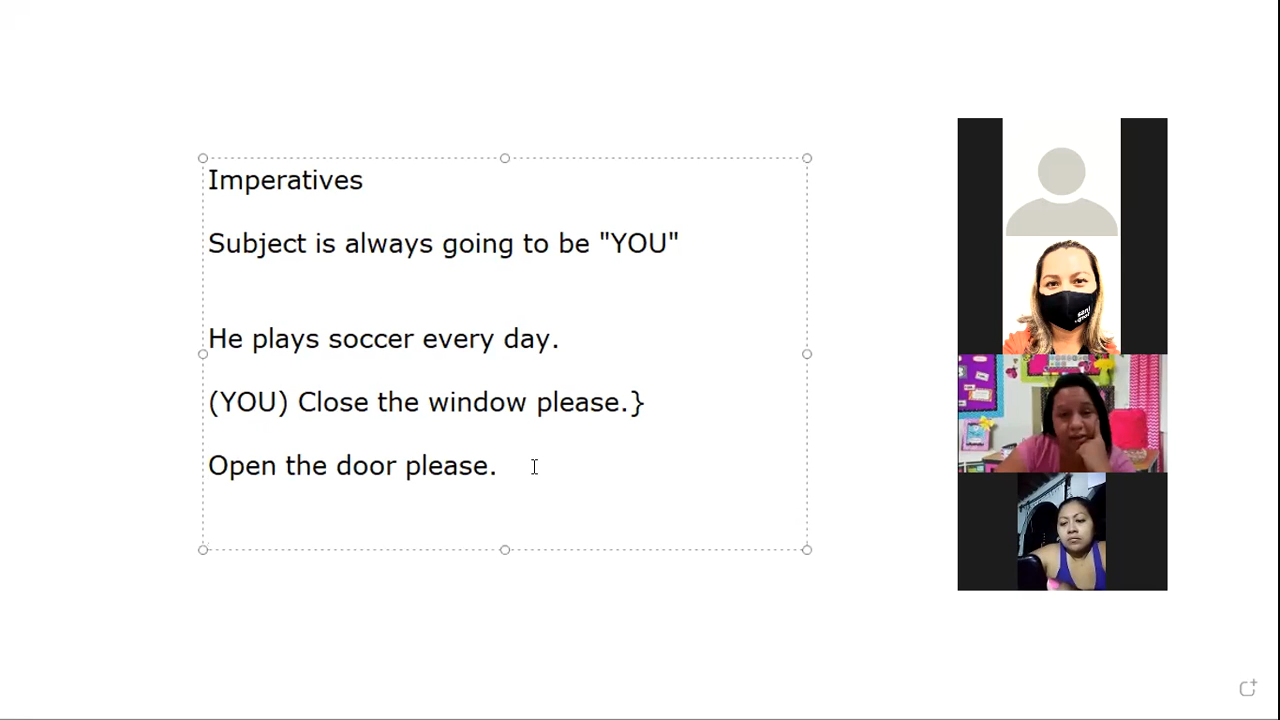 Imperatives
Subject is always going to be "YOU"
He plays soccer every day.
(YOU) Close the window please.}
Open the door please.